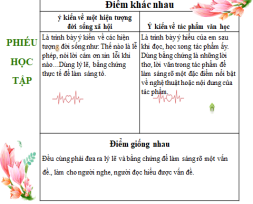 Điểm khác nhau
Ý kiến về một hiện tượng
đời sống xã hội
Ý kiến về tác phẩm văn học
PHIẾU
HỌC
TẬP
Là trình bày ý kiến về các hiện
tượng đời sống như: Thế nào là lễ
phép, nói lời cảm ơn xin lỗi khi
nào…Dùng lý lẽ, bằng chứng
thực tế để làm sáng tỏ.
Là trình bày ý hiểu của em sau
khi đọc, học song tác phẩm ấy.
Dùng bằng chứng là những lời
thơ, lời văn trong tác phẩm để
làm sáng rõ một đặc điểm nổi bật
về nghệ thuật hoặc nội dung của
tác phẩm.
Điểm giống nhau
Đều cùng phải đưa ra lý lẽ và bằng chứng để làm sáng rõ một vấn
đề., làm cho người nghe, người đọc hiểu được vấn đề.